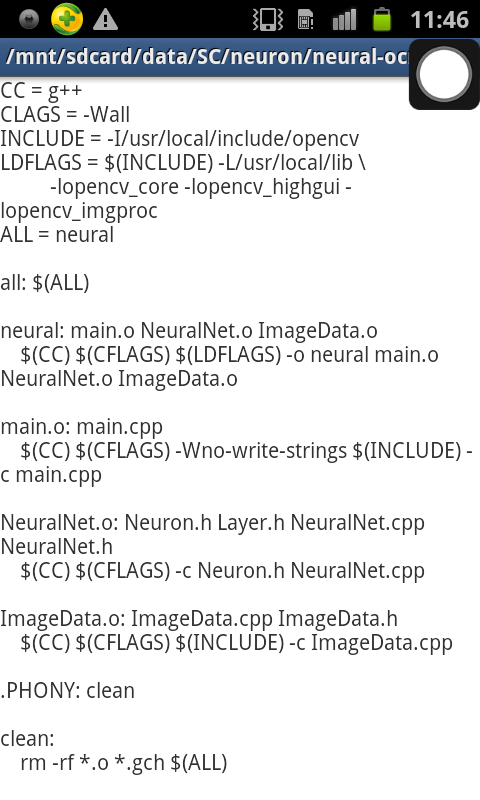 11:46
/mnt/sdcard/data/SC/neuron/neural-oc
CC = g++
CLAGS = -Wall
INCLUDE = -I/usr/local/include/opencv
LDFLAGS = $(INCLUDE) -L/usr/local/lib \
-lopencv_core -lopencv_highgui -
lopencv_imgproc
ALL = neural
all: $(ALL)
neural: main.o NeuralNet.o ImageData.o
$(CC) $(CFLAGS) $(LDFLAGS) -o neural main.o
NeuralNet.o ImageData.o
main.o: main.cpp
$(CC) $(CFLAGS) -Wno-write-strings $(INCLUDE) -
c main.cpp
NeuralNet.o: Neuron.h Layer.h NeuralNet.cpp
NeuralNet.h
$(CC) $(CFLAGS) -c Neuron.h NeuralNet.cpp
ImageData.o: ImageData.cpp ImageData.h
$(CC) $(CFLAGS) $(INCLUDE) -c ImageData.cpp
.PHONY: clean
clean:
rm -rf *.o *.gch $(ALL)